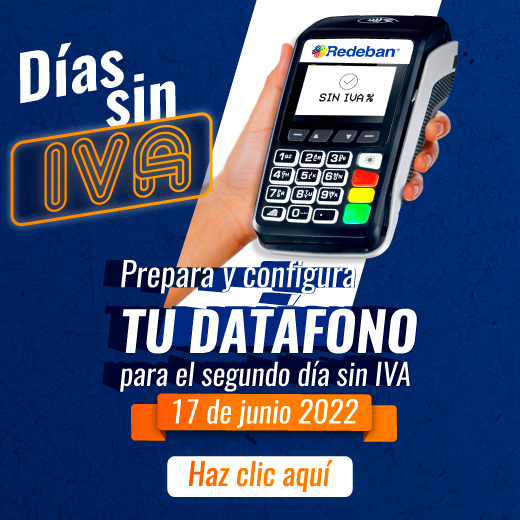 Días
sin
IVA
Redeban
SIN IVA %
Prepara y configura
TU DATAFONO
para el segundo día sin IVA
17 de junio 2022
Haz clic aquí